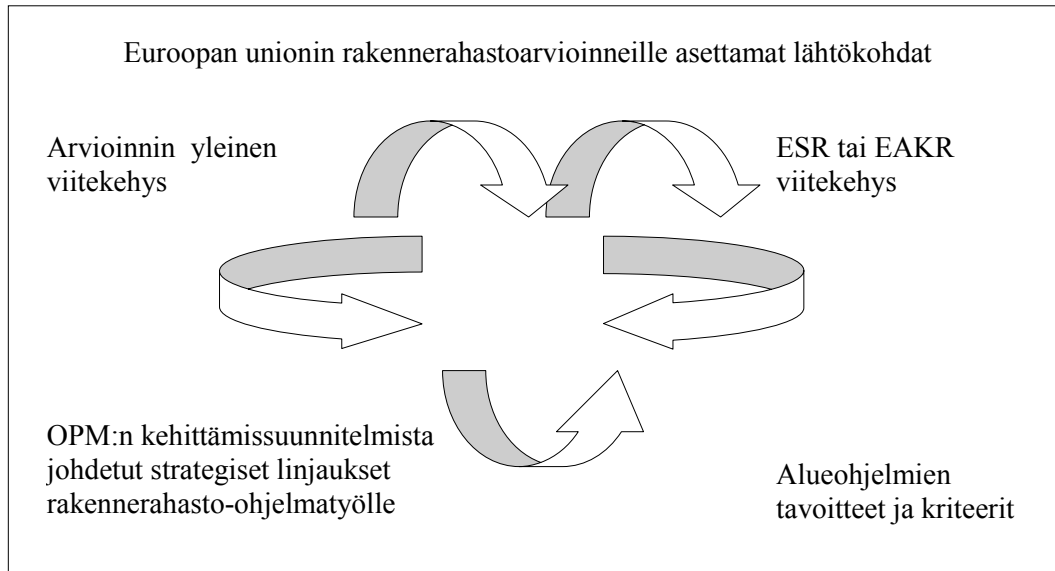 Euroopan unionin rakennerahastoarvioinneille asettamat lähtökohdat
Arvioinnin yleinen
viitekehys
ESR tai EAKR
viitekehys
OPM:n kehittämissuunnitelmista
johdetut strategiset linjaukset
rakennerahasto-ohjelmatyölle
Alueohjelmien
tavoitteet ja kriteerit